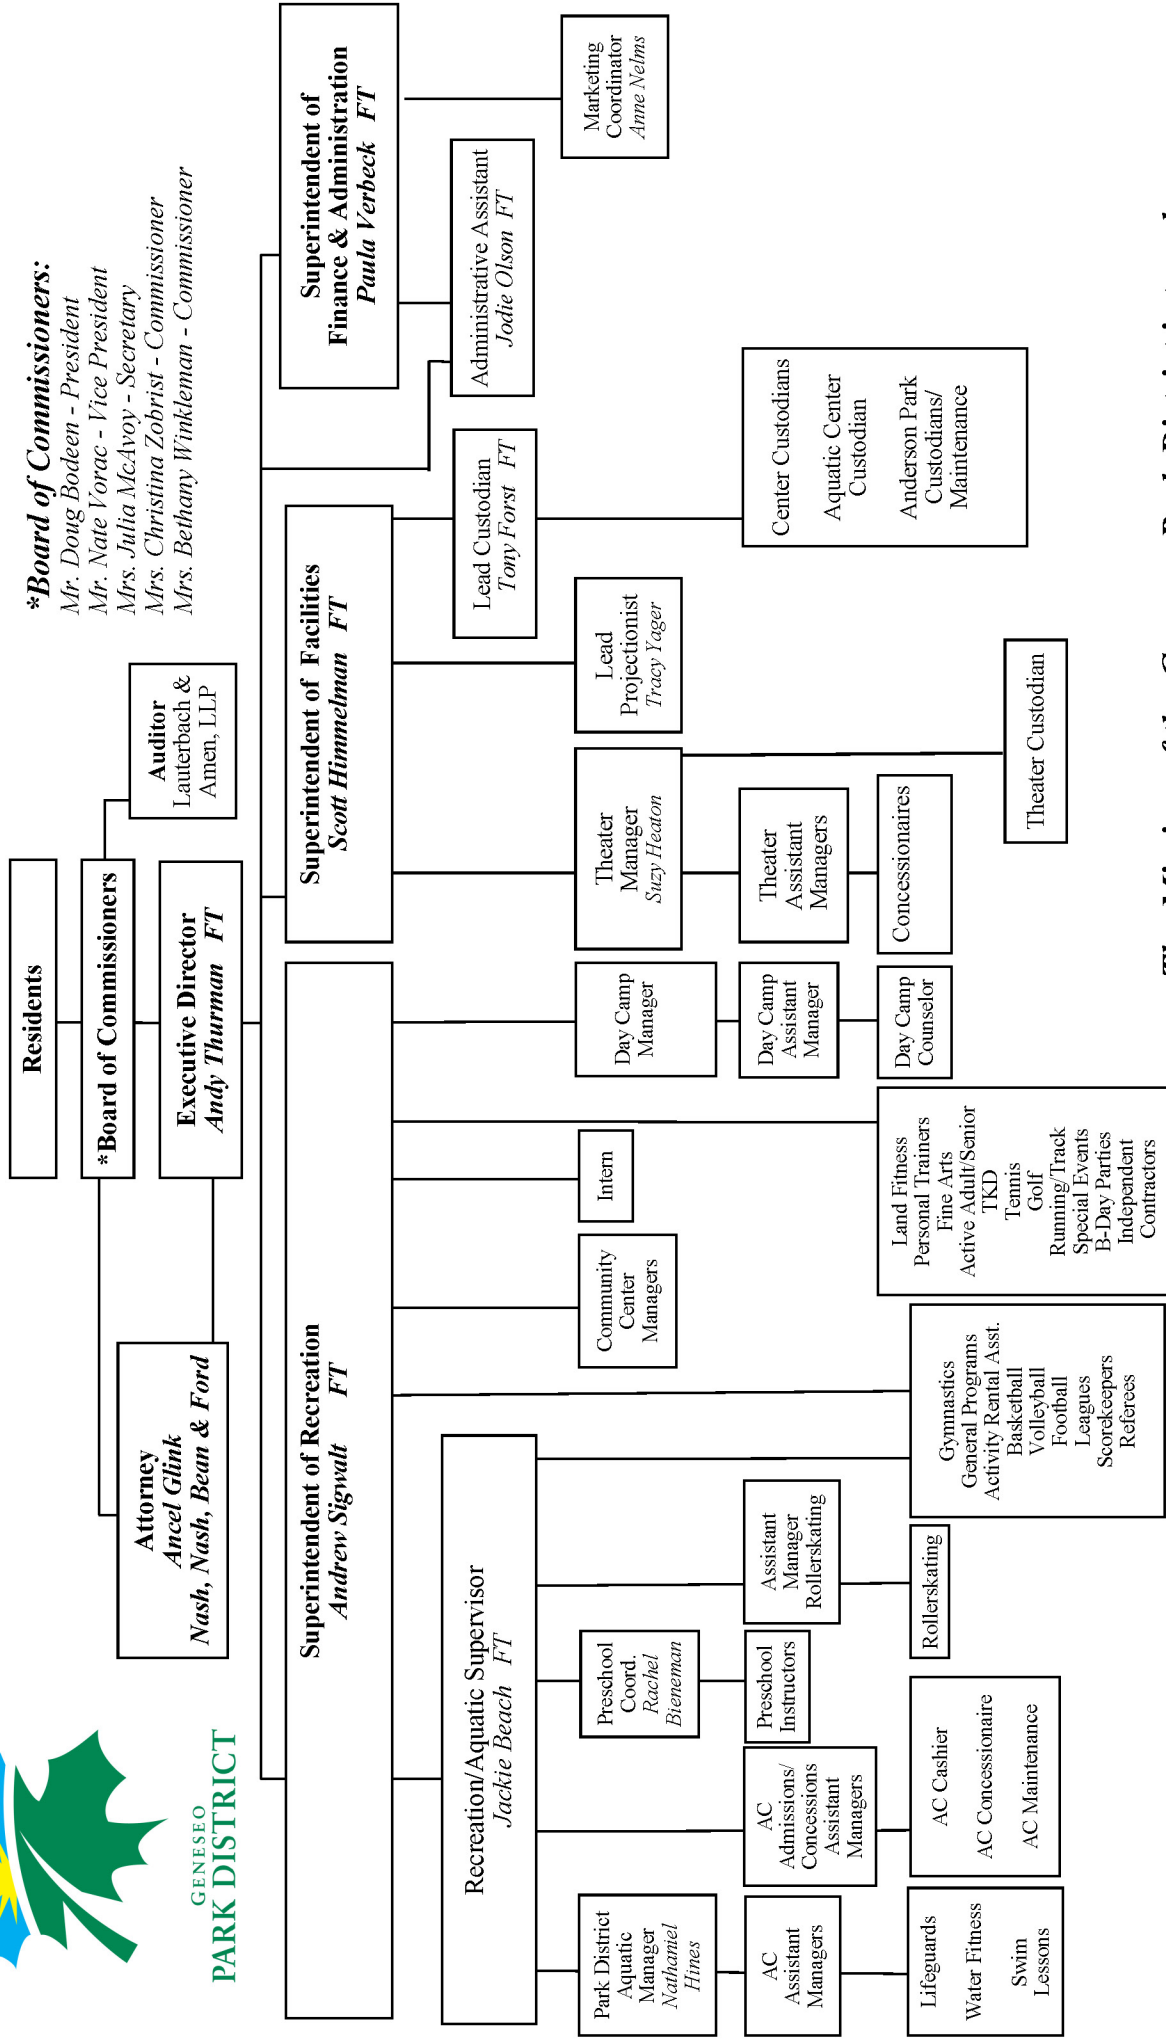 GENESEO
PARK DISTRICT
Residents
*Board of Commissioners
Executive Director
Andy Thurman FT
Attorney
Ancel Glink
Nash, Nash, Bean & Ford
Auditor
Lauterbach &
Amen, LLP
*Board of Commissioners:
Mr. Doug Bodeen - President
Mr. Nate Vorac - Vice President
Mrs. Julia McAvoy - Secretary
Mrs. Christina Zobrist - Commissioner
Mrs. Bethany Winkleman - Commissioner
Superintendent of Recreation
Andrew Sigwalt FT
Superintendent of Facilities
Scott Himmelman FT
Superintendent of
Finance & Administration
Paula Verbeck FT
Recreation/Aquatic Supervisor
Jackie Beach FT
Lead Custodian
Tony Forst FT
Administrative Assistant
Jodie Olson FT
Marketing
Coordinator
Anne Nelms
Park District
Aquatic
Manager
Nathaniel
Hines
Preschool
Coord.
Rachel
Bieneman
Community
Center
Managers
Intern
Day Camp
Manager
Theater
Manager
Suzy Heaton
Lead
Projectionist
Tracy Yager
AC
Assistant
Managers
AC
Admissions/
Concessions
Assistant
Managers
Preschool
Instructors
Assistant
Manager
Rollerskating
Day Camp
Assistant
Manager
Theater
Assistant
Managers
Center Custodians
Aquatic Center
Custodian
Anderson Park
Custodians/
Maintenance
Lifeguards
Water Fitness
Swim
Lessons
AC Cashier
AC Concessionaire
AC Maintenance
Rollerskating
Gymnastics
General Programs
Activity Rental Asst.
Basketball
Volleyball
Football
Leagues
Scorekeepers
Referees
Land Fitness
Personal Trainers
Fine Arts
Active Adult/Senior
TKD
Tennis
Golf
Running/Track
Special Events
B-Day Parties
Independent
Contractors
Day Camp
Counselor
Concessionaires
Theater Custodian